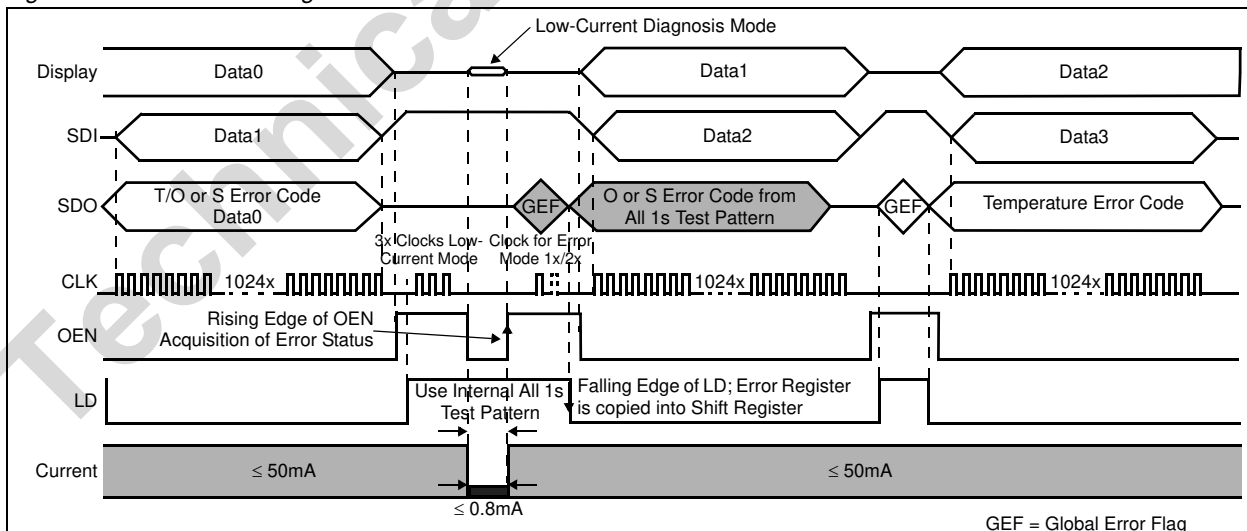 Low-Current Diagnosis Mode
Display
Data0
Data1
Data2
SDI
Data1
Data2
Data3
SDO
T/O or S Error Code
Data0
GEF
O or S Error Code from
All 1s Test Pattern
GEF
Temperature Error Code
3x Clocks Low-
Current Mode
Clock for Error
Mode 1x/2x
CLK
1024x
1024x
1024x
OEN
Rising Edge of OEN
Acquisition of Error Status
LD
Use Internal All 1s
Test Pattern
Falling Edge of LD; Error Register
is copied into Shift Register
Current
≤ 50mA
≤ 50mA
≤ 0.8mA
GEF = Global Error Flag
Technica